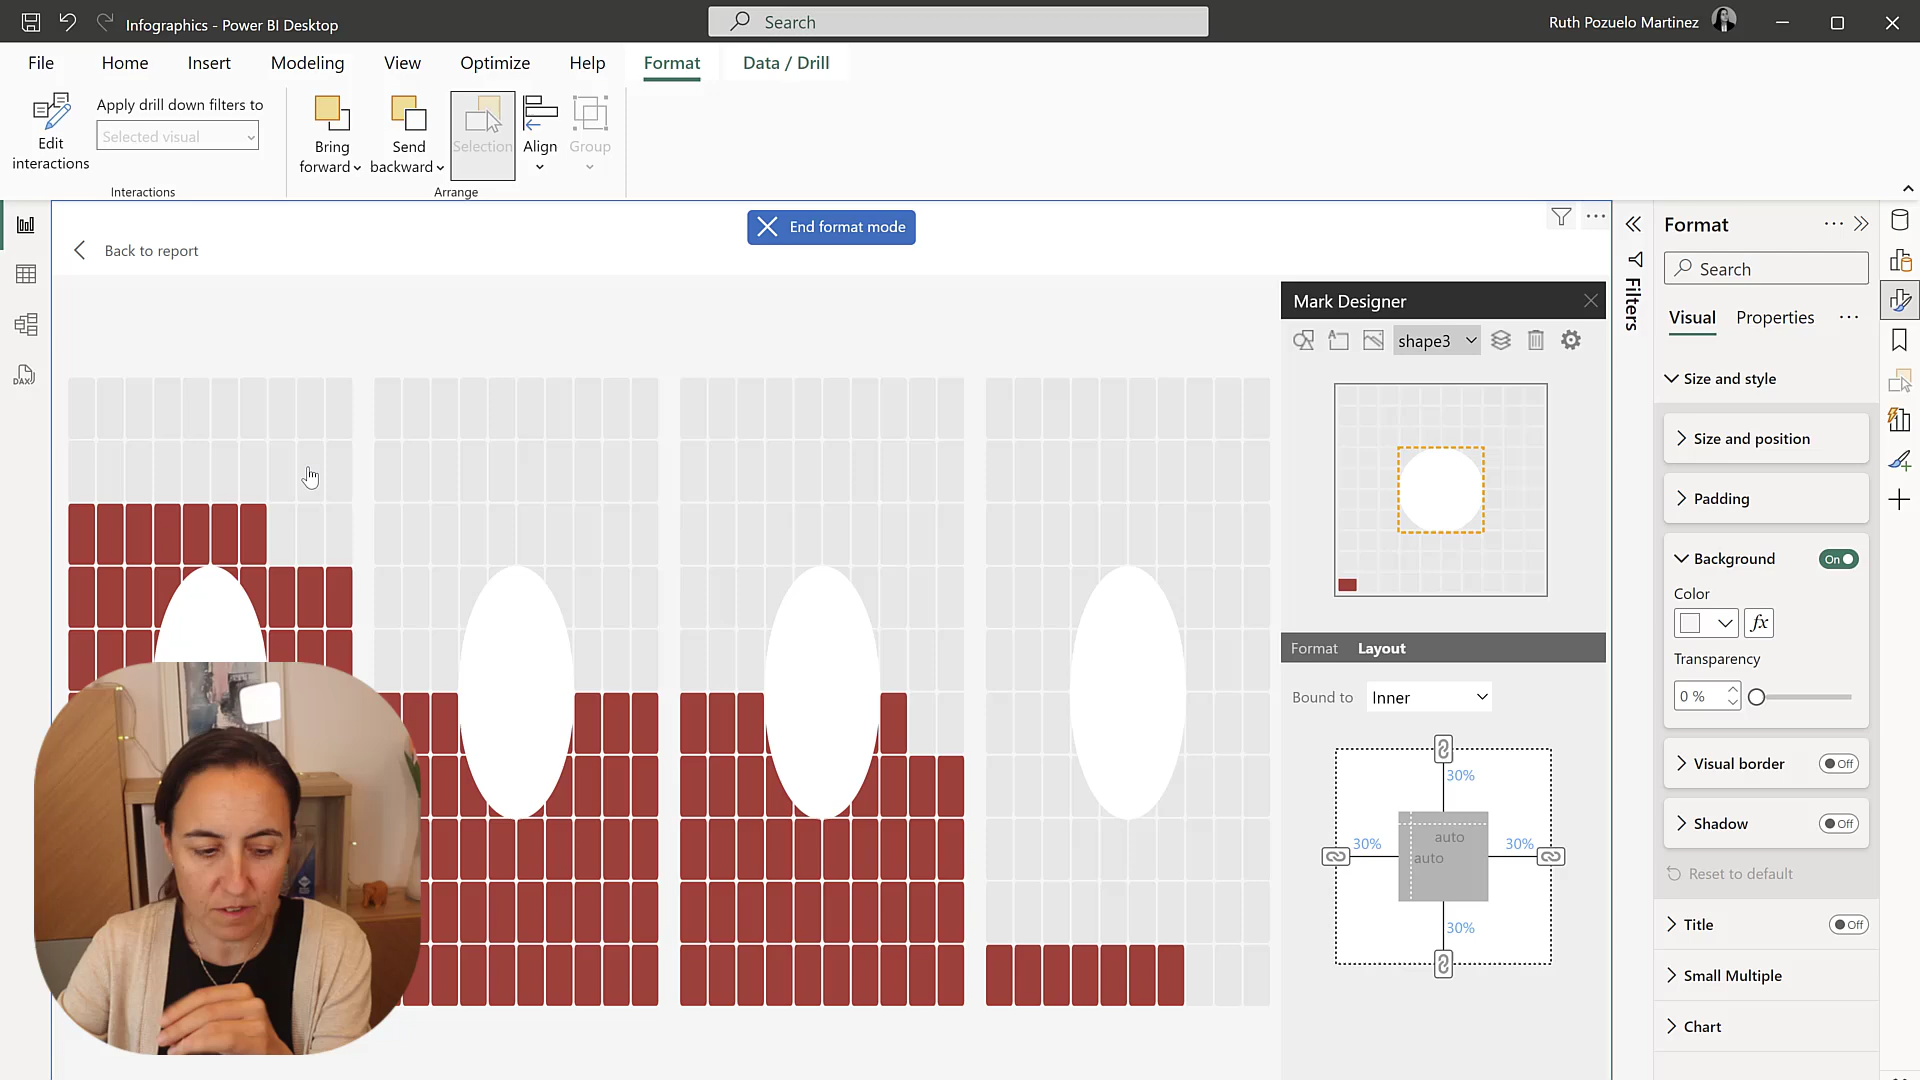 Infographics - Power BI Desktop
Search
Ruth Pozuelo Martinez
File
Home
Insert
Modeling
View
Optimize
Help
Format
Data / Drill
Edit
interactions
Apply drill down filters to
Selected visual
Interactions
Bring
forward
Send
backward
Selection
Align
Group
Arrange
DAX
Back to report
End format mode
Mark Designer
shape3
Format
Layout
Bound to
Inner
30%
30%
auto
auto
30%
30%
Filters
Format
Search
Visual
Properties
Size and style
Size and position
Padding
Background
On
Color
fx
Transparency
0 %
Visual border
Off
Shadow
Off
Reset to default
Title
Off
Small Multiple
Chart